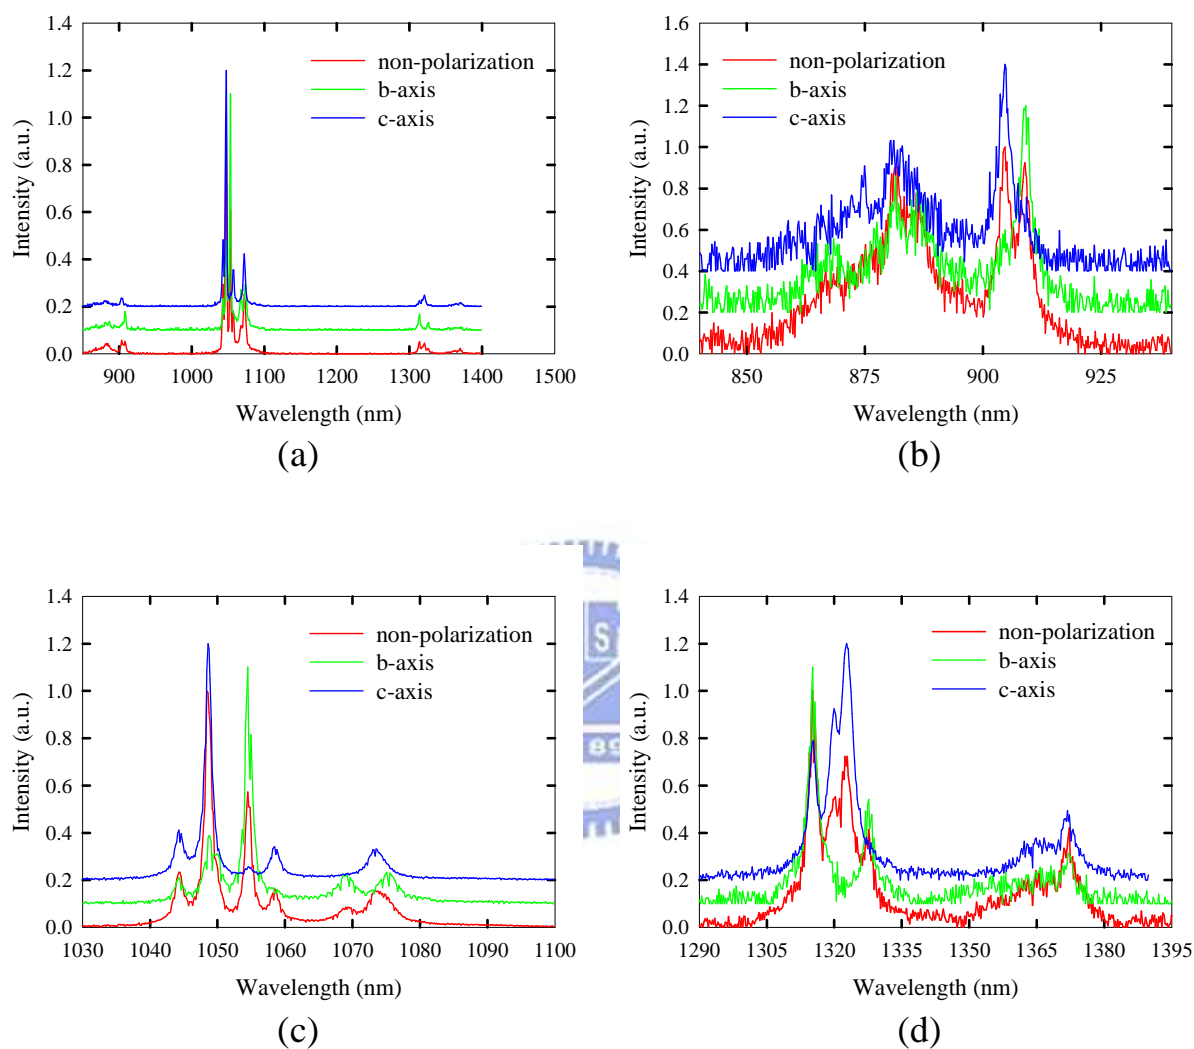 1.4
1.2
1.0
0.8
0.6
0.4
0.2
0.0
Intensity (a.u.)
non-polarization
b-axis
c-axis
900 1000 1100 1200 1300 1400 1500
Wavelength (nm)
(a)
1.6
1.4
1.2
1.0
0.8
0.6
0.4
0.2
0.0
Intensity (a.u.)
non-polarization
b-axis
c-axis
850 875 900 925
Wavelength (nm)
(b)
1.4
1.2
1.0
0.8
0.6
0.4
0.2
0.0
Intensity (a.u.)
non-polarization
b-axis
c-axis
1030 1040 1050 1060 1070 1080 1090 1100
Wavelength (nm)
(c)
S
89
1.4
1.2
1.0
0.8
0.6
0.4
0.2
0.0
Intensity (a.u.)
non-polarization
b-axis
c-axis
1290 1305 1320 1335 1350 1365 1380 1395
Wavelength (nm)
(d)